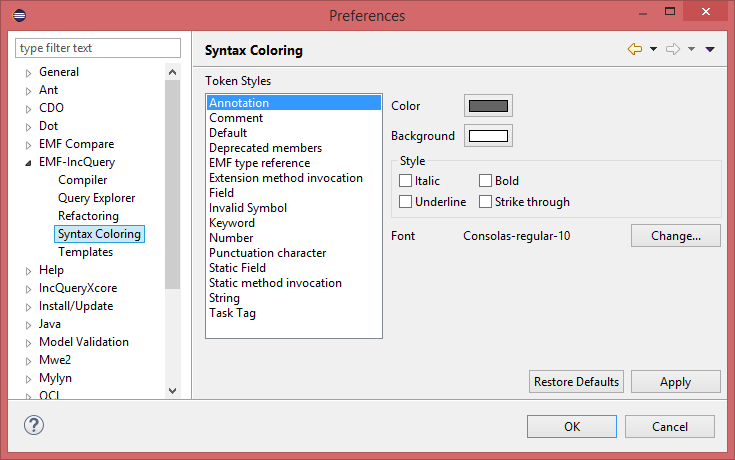 Preferences
type filter text
General
Ant
CDO
Dot
EMF Compare
EMF-IncQuery
Compiler
Query Explorer
Refactoring
Syntax Coloring
Templates
Help
IncQueryXcore
Install/Update
Java
Model Validation
Mwe2
Mylyn
OCL
Syntax Coloring
Token Styles
Annotation
Comment
Default
Deprecated members
EMF type reference
Extension method invocation
Field
Invalid Symbol
Keyword
Number
Punctuation character
Static Field
Static method invocation
String
Task Tag
Color
Background
Style
Italic Bold
Underline Strike through
Font Consolas-regular-10 Change...
Restore Defaults Apply
? OK Cancel